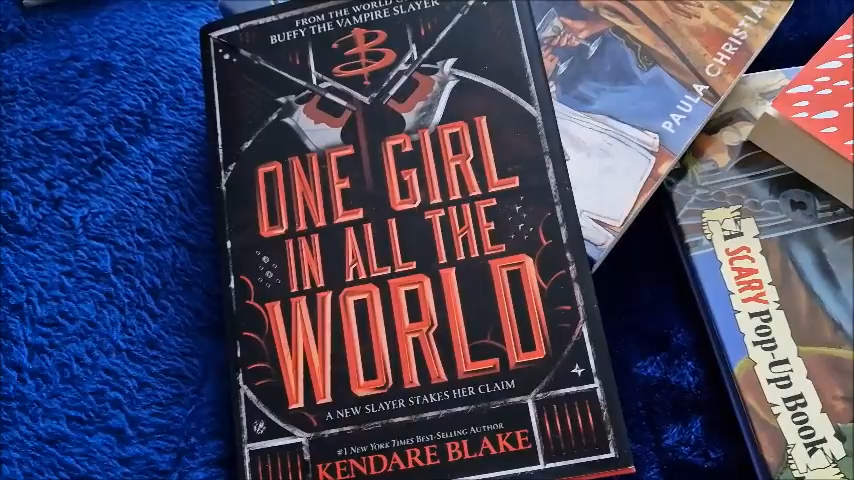 FROM THE WORLD
BUFFY THE VAMPIRE SLAYER
B
ONE GIRL
IN ALL THE
WORLD
A NEW SLAYER STAKES HER CLAIM
#1 NEW YORK TIMES BEST-SELLING AUTHOR
KENDARE BLAKE
PAULA CHRISTIA
A SCARY POP-UP BOOK